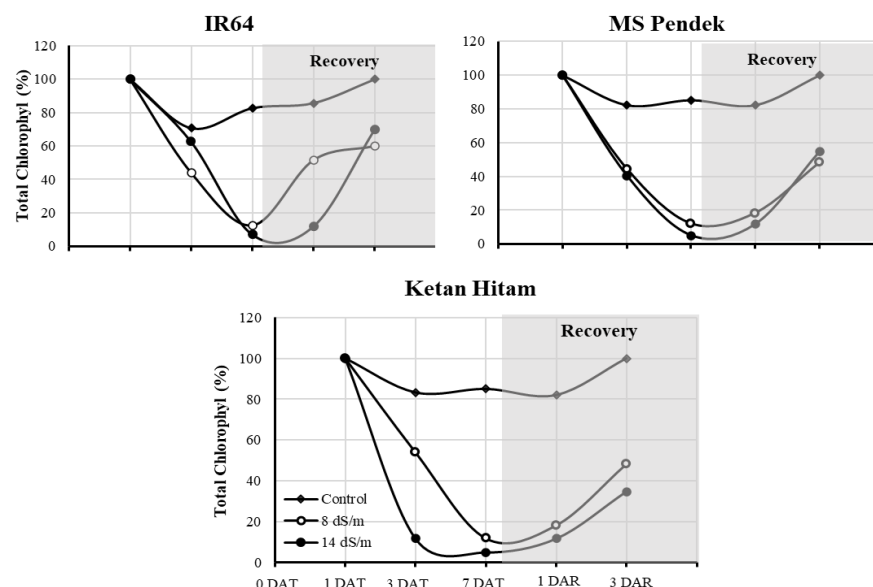 IR64
MS Pendek
120
100
80
60
40
20
0
Total Chlorophyl (%)
Recovery
120
100
80
60
40
20
0
Recovery
Ketan Hitam
120
100
80
60
40
20
0
Total Chlorophyl (%)
Recovery
Control
8 dS/m
14 dS/m
0 DAT 1 DAT 3 DAT 7 DAT 1 DAR 3 DAR